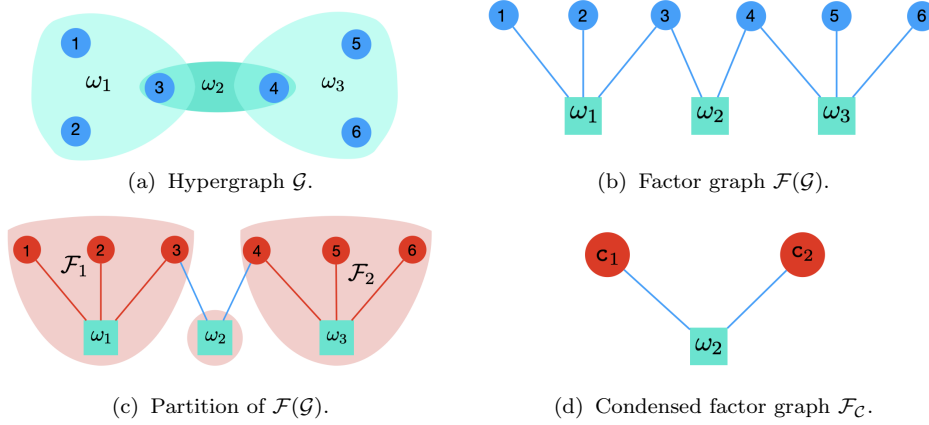 1 5
ω₁ 3 ω₂ 4 ω₃
2 6
(a) Hypergraph 𝒢.
1 2 3 4 5 6
ω₁ ω₂ ω₃
(b) Factor graph ℱ(𝒢).
1 2 3 4 5 6
ℱ₁ ℱ₂
ω₁ ω₂ ω₃
(c) Partition of ℱ(𝒢).
c₁ c₂
ω₂
(d) Condensed factor graph ℱ_𝒞.